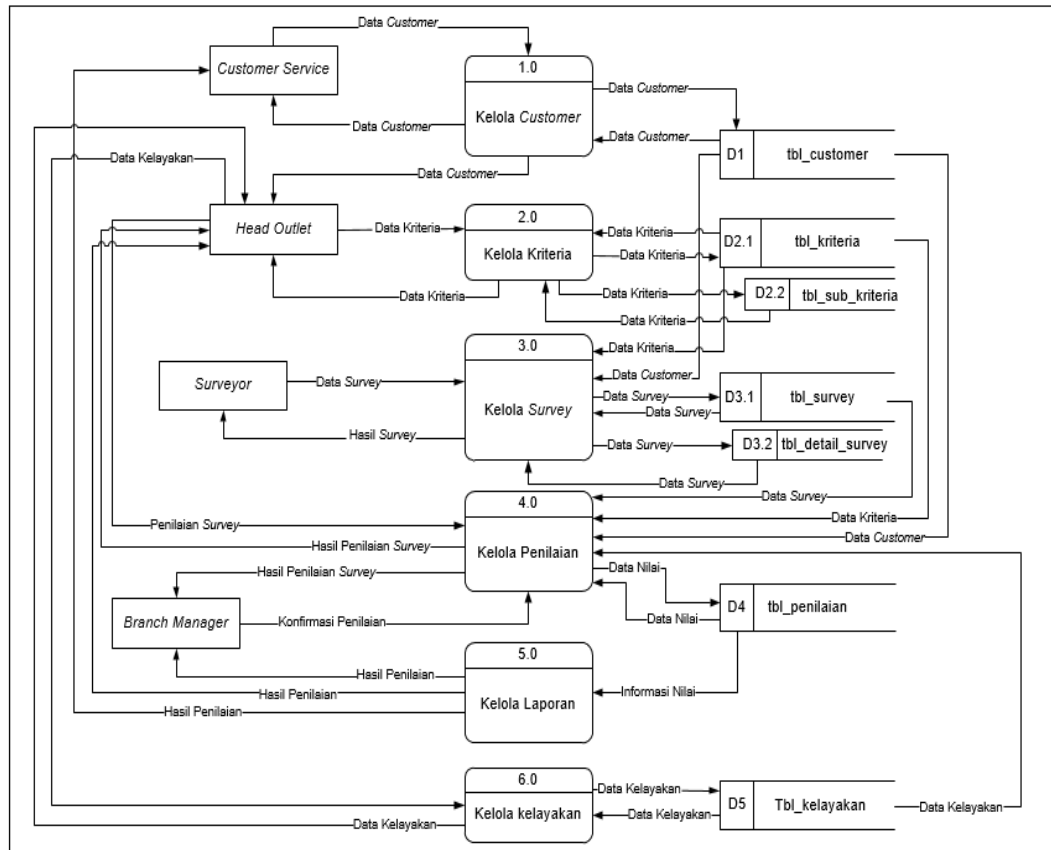 Data Customer
Customer Service
1.0
Kelola Customer
Data Customer
Data Customer
Data Customer
Data Customer
D1
tbl_customer
Data Kelayakan
Data Customer
Head Outlet
Data Kriteria
2.0
Kelola Kriteria
Data Kriteria
Data Kriteria
D2.1
tbl_kriteria
Data Kriteria
Data Kriteria
D2.2
tbl_sub_kriteria
Data Kriteria
3.0
Kelola Survey
Data Kriteria
Data Customer
Surveyor
Data Survey
Data Survey
Data Survey
D3.1
tbl_survey
Hasil Survey
Data Survey
D3.2
tbl_detail_survey
Data Survey
Data Survey
4.0
Kelola Penilaian
Penilaian Survey
Data Kriteria
Data Customer
Hasil Penilaian Survey
Hasil Penilaian Survey
Data Nilai
Data Nilai
D4
tbl_penilaian
Branch Manager
Konfirmasi Penilaian
5.0
Kelola Laporan
Hasil Penilaian
Hasil Penilaian
Hasil Penilaian
Informasi Nilai
6.0
Kelola kelayakan
Data Kelayakan
Data Kelayakan
D5
Tbl_kelayakan
Data Kelayakan
Data Kelayakan